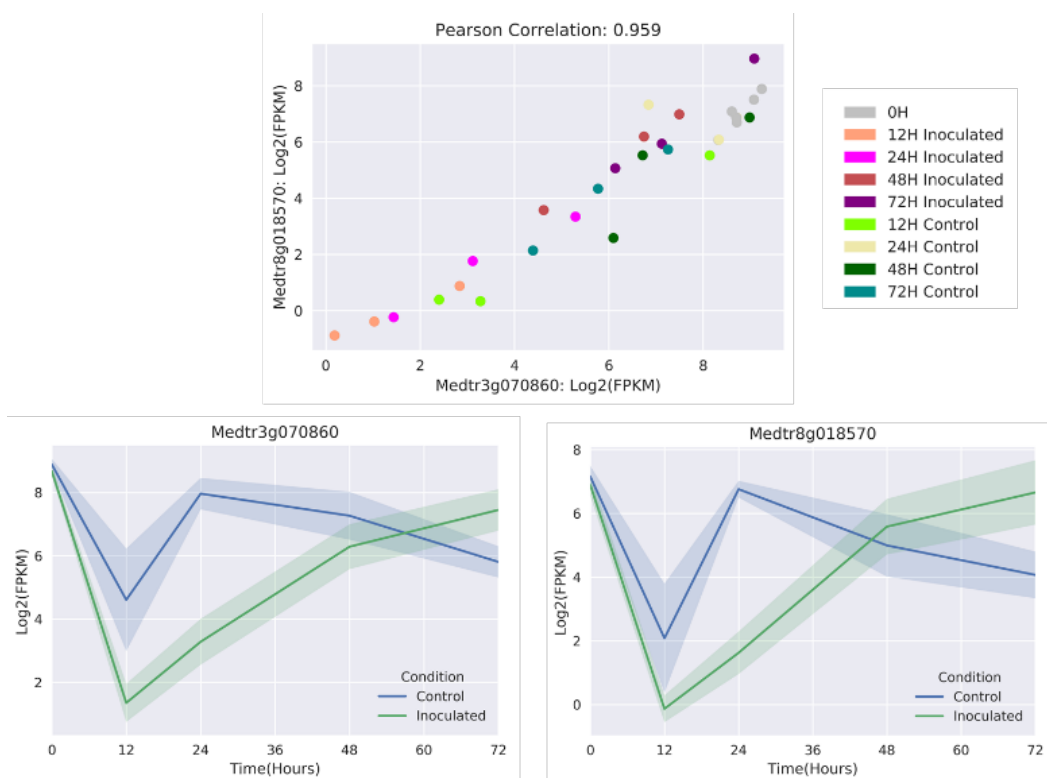 Pearson Correlation: 0.959
Medtr8g018570: Log2(FPKM)
8
6
4
2
0
0 2 4 6 8
Medtr3g070860: Log2(FPKM)
0H
12H Inoculated
24H Inoculated
48H Inoculated
72H Inoculated
12H Control
24H Control
48H Control
72H Control
Medtr3g070860
Log2(FPKM)
8
6
4
2
Condition
Control
Inoculated
0 12 24 36 48 60 72
Time(Hours)
Medtr8g018570
Log2(FPKM)
8
6
4
2
0
Condition
Control
Inoculated
0 12 24 36 48 60 72
Time(Hours)